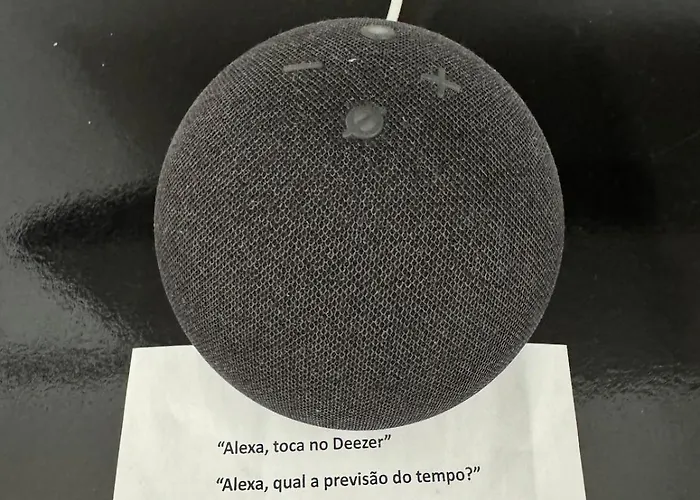 “Alexa, toca no Deezer”
“Alexa, qual a previsão do tempo?”